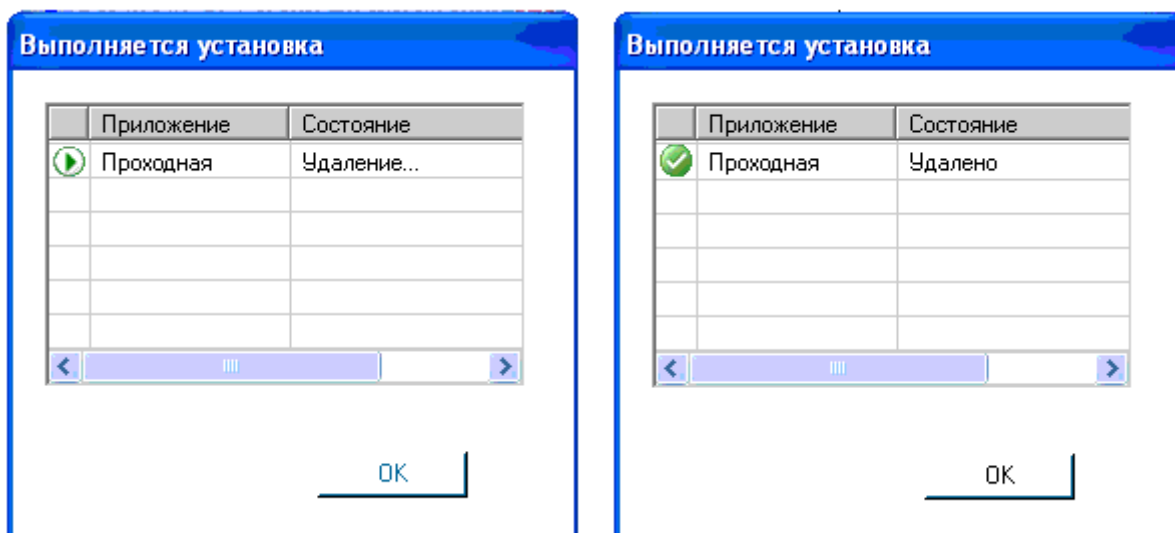 Выполняется установка
Приложение Состояние
Проходная Удаление...
OK
Выполняется установка
Приложение Состояние
Проходная Удалено
OK